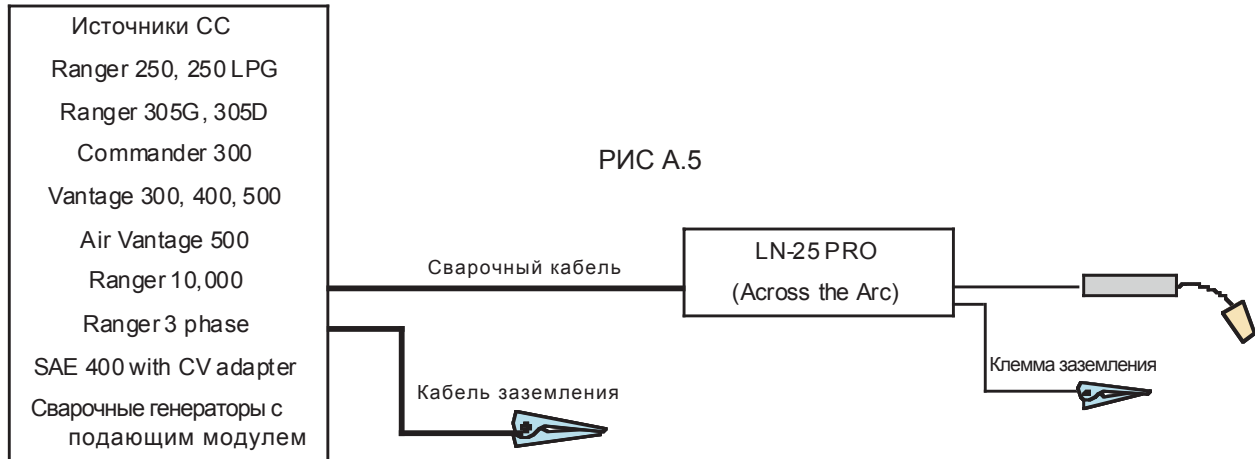 Источники CC
Ranger 250, 250 LPG
Ranger 305G, 305D
Commander 300
Vantage 300, 400, 500
Air Vantage 500
Ranger 10,000
Ranger 3 phase
SAE 400 with CV adapter
Сварочные генераторы с
подающим модулем
РИС A.5
Сварочный кабель
Кабель заземления
LN-25 PRO
(Across the Arc)
Клемма заземления